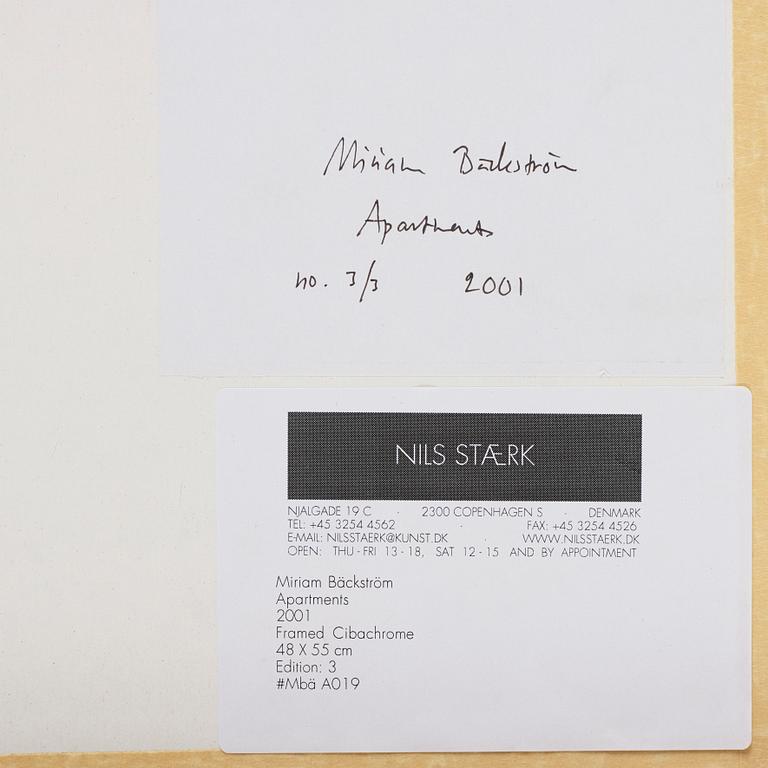 Miriam Bäckström
Apartments
no. 3/3 2001
NILS STÆRK
NJALGADE 19 C · 2300 COPENHAGEN S · DENMARK
TEL: +45 3254 4562 · FAX: +45 3254 4526
E-MAIL: NILSSTAERK@KUNST.DK · WWW.NILSSTAERK.DK
OPEN: THU - FRI 13 - 18, SAT 12 - 15 AND BY APPOINTMENT
Miriam Bäckström
Apartments
2001
Framed Cibachrome
48 X 55 cm
Edition: 3
#Mbä A019